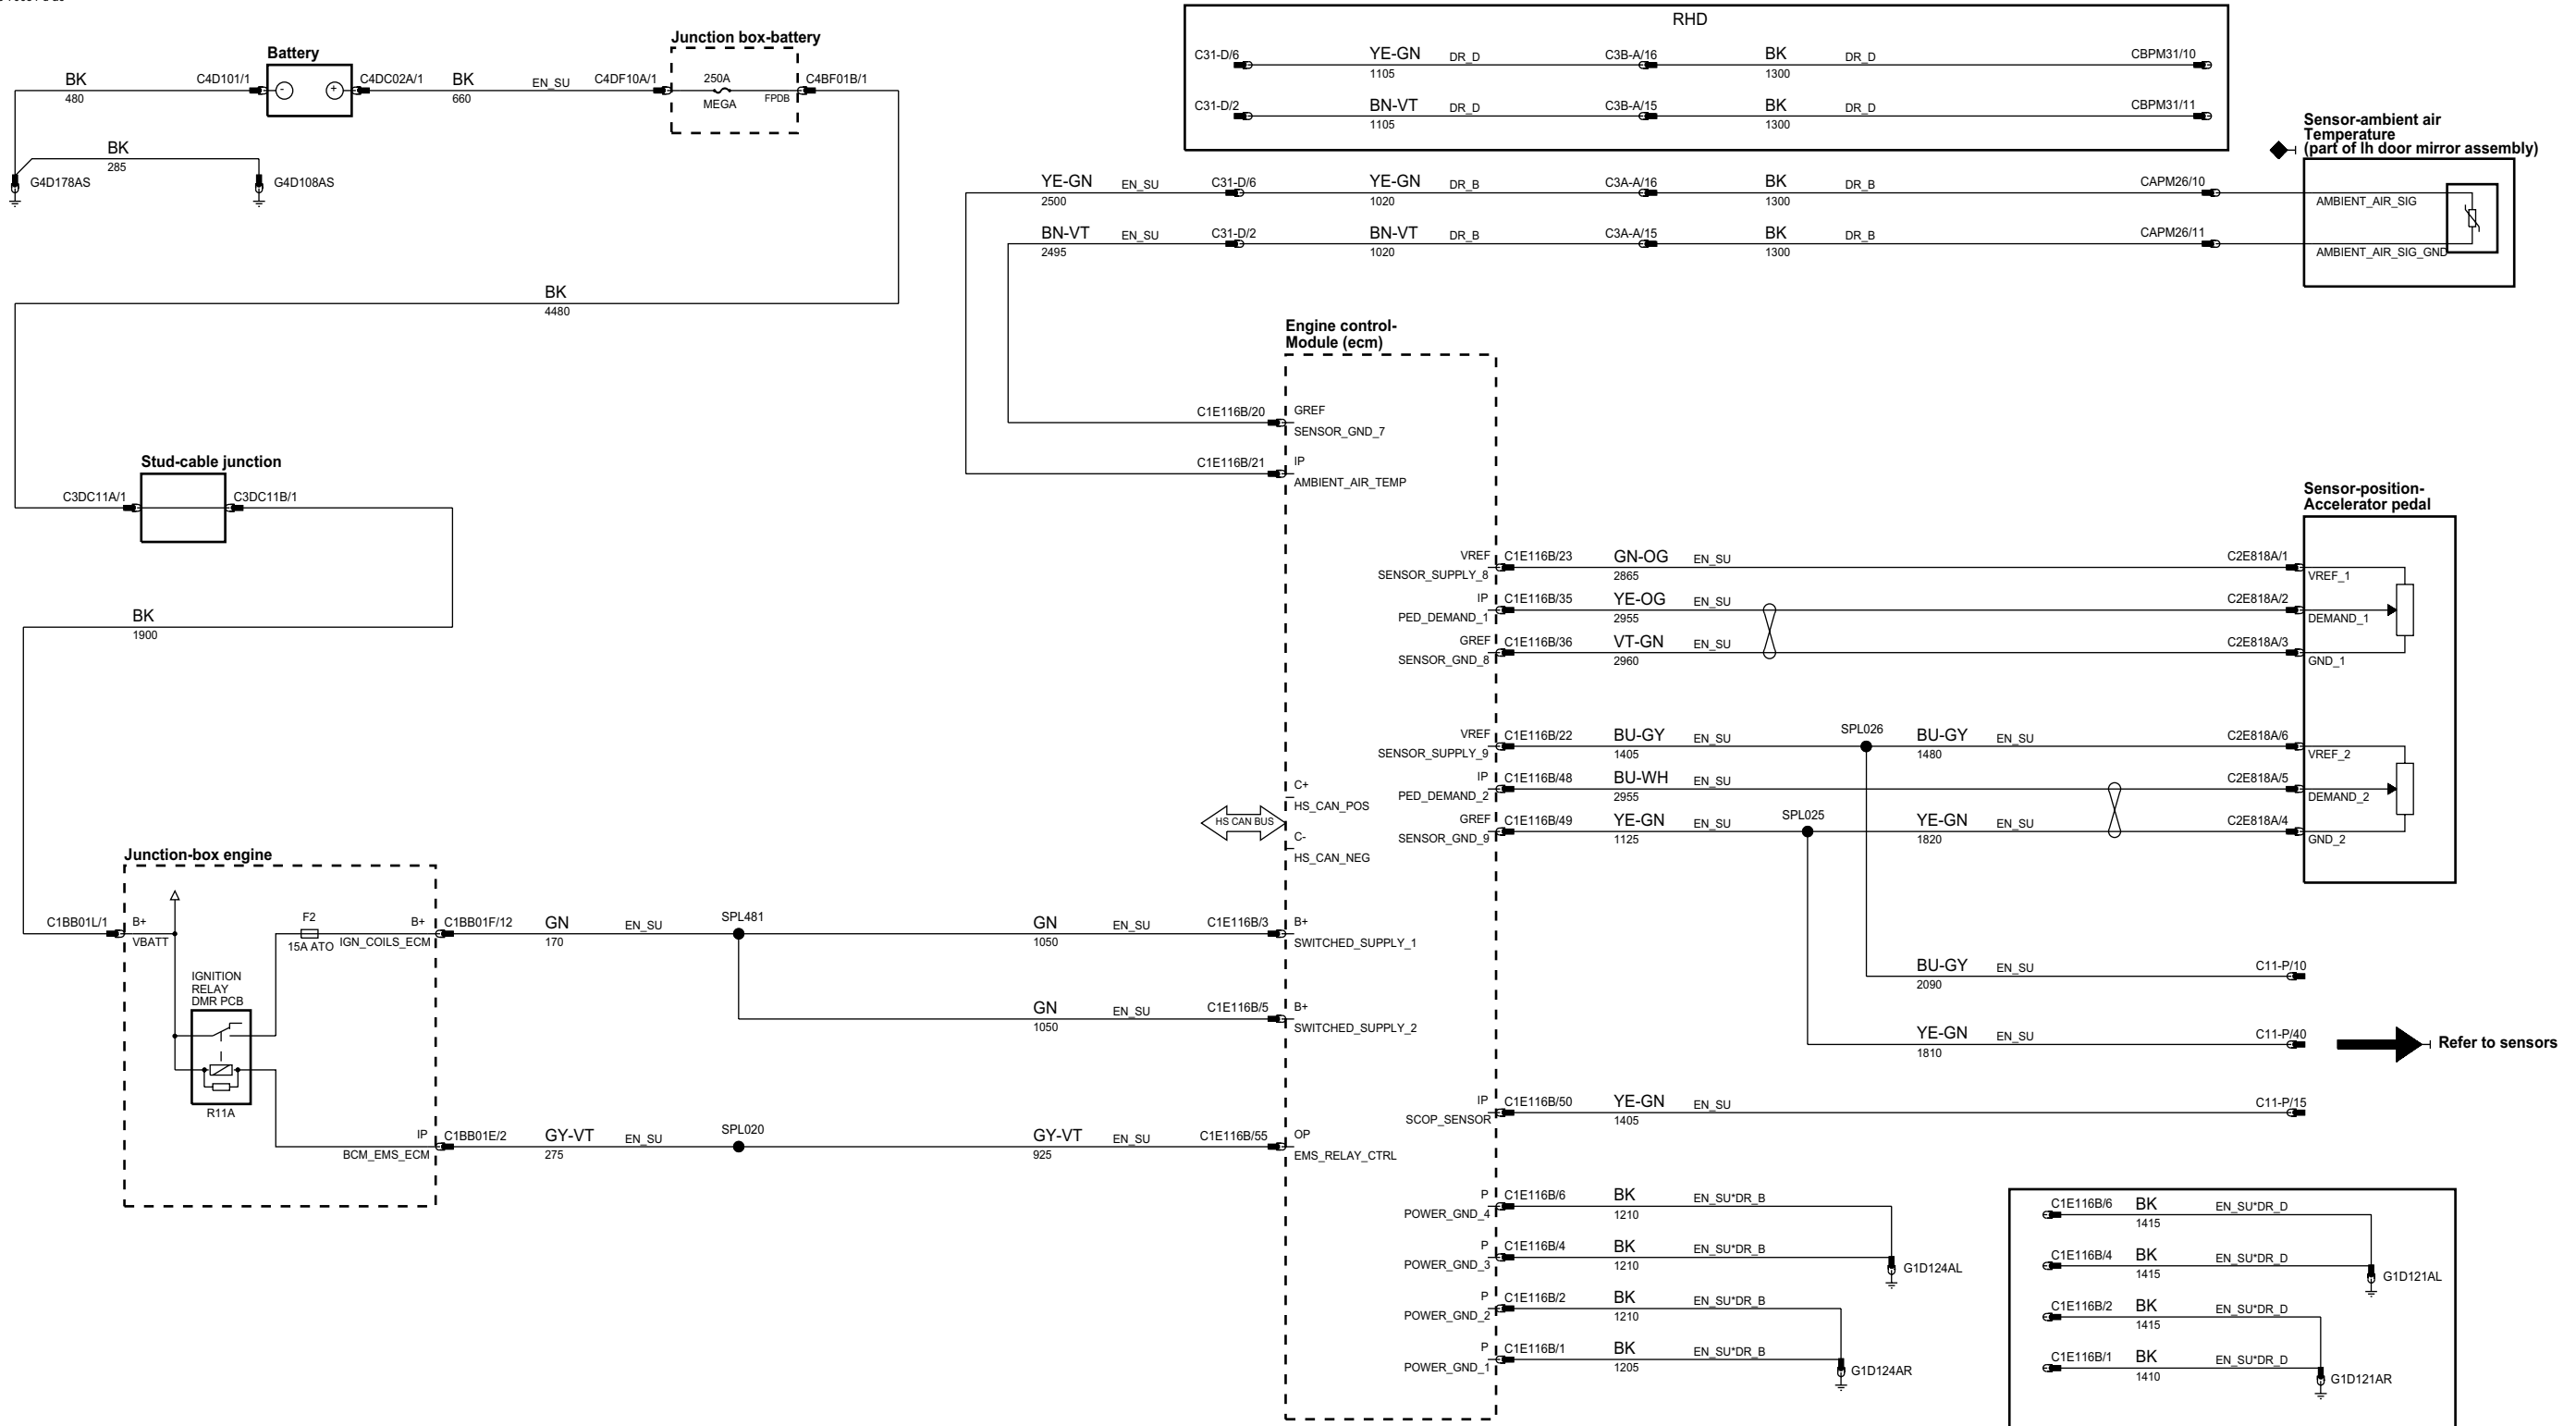 RHD
C31-D/6 YE-GN DR_D C3B-A/16 BK DR_D CBPM31/10
1105 1300
C31-D/2 BN-VT DR_D C3B-A/15 BK DR_D CBPM31/11
1105 1300
Battery
Junction box-battery
BK C4D101/1 - + C4DC02A/1 BK EN_SU C4DF10A/1 250A C4BF01B/1
480 660 MEGA FPDB
BK
285
G4D178AS G4D108AS
BK
4480
Sensor-ambient air
Temperature
(part of lh door mirror assembly)
YE-GN EN_SU C31-D/6 YE-GN DR_B C3A-A/16 BK DR_B CAPM26/10
2500 1020 1300 AMBIENT_AIR_SIG
BN-VT EN_SU C31-D/2 BN-VT DR_B C3A-A/15 BK DR_B CAPM26/11
2495 1020 1300 AMBIENT_AIR_SIG_GND
Engine control-
Module (ecm)
C1E116B/20 GREF
SENSOR_GND_7
C1E116B/21 IP
AMBIENT_AIR_TEMP
Stud-cable junction
C3DC11A/1 C3DC11B/1
BK
1900
Sensor-position-
Accelerator pedal
VREF C1E116B/23 GN-OG EN_SU C2E818A/1
SENSOR_SUPPLY_8 2865 VREF_1
IP C1E116B/35 YE-OG EN_SU C2E818A/2
PED_DEMAND_1 2955 DEMAND_1
GREF C1E116B/36 VT-GN EN_SU C2E818A/3
SENSOR_GND_8 2960 GND_1
VREF C1E116B/22 BU-GY EN_SU SPL026 BU-GY EN_SU C2E818A/6
SENSOR_SUPPLY_9 1405 1480 VREF_2
IP C1E116B/48 BU-WH EN_SU C2E818A/5
PED_DEMAND_2 2955 DEMAND_2
GREF C1E116B/49 YE-GN EN_SU SPL025 YE-GN EN_SU C2E818A/4
SENSOR_GND_9 1125 1820 GND_2
C+
HS_CAN_POS
HS CAN BUS
C-
HS_CAN_NEG
Junction-box engine
C1BB01L/1 B+ F2 B+ C1BB01F/12 GN EN_SU SPL481 GN EN_SU C1E116B/3 B+
VBATT 15A ATO IGN_COILS_ECM 170 1050 SWITCHED_SUPPLY_1
IGNITION
RELAY
DMR PCB
R11A
GN EN_SU C1E116B/5 B+
1050 SWITCHED_SUPPLY_2
BU-GY EN_SU C11-P/10
2090
YE-GN EN_SU C11-P/40
1810
Refer to sensors
IP C1E116B/50 YE-GN EN_SU C11-P/15
SCOP_SENSOR 1405
IP C1BB01E/2 GY-VT EN_SU SPL020 GY-VT EN_SU C1E116B/55 OP
BCM_EMS_ECM 275 925 EMS_RELAY_CTRL
P C1E116B/6 BK EN_SU*DR_B
POWER_GND_4 1210
P C1E116B/4 BK EN_SU*DR_B
POWER_GND_3 1210 G1D124AL
P C1E116B/2 BK EN_SU*DR_B
POWER_GND_2 1210
P C1E116B/1 BK EN_SU*DR_B
POWER_GND_1 1205 G1D124AR
C1E116B/6 BK EN_SU*DR_D
1415
C1E116B/4 BK EN_SU*DR_D
1415 G1D121AL
C1E116B/2 BK EN_SU*DR_D
1415
C1E116B/1 BK EN_SU*DR_D
1410 G1D121AR